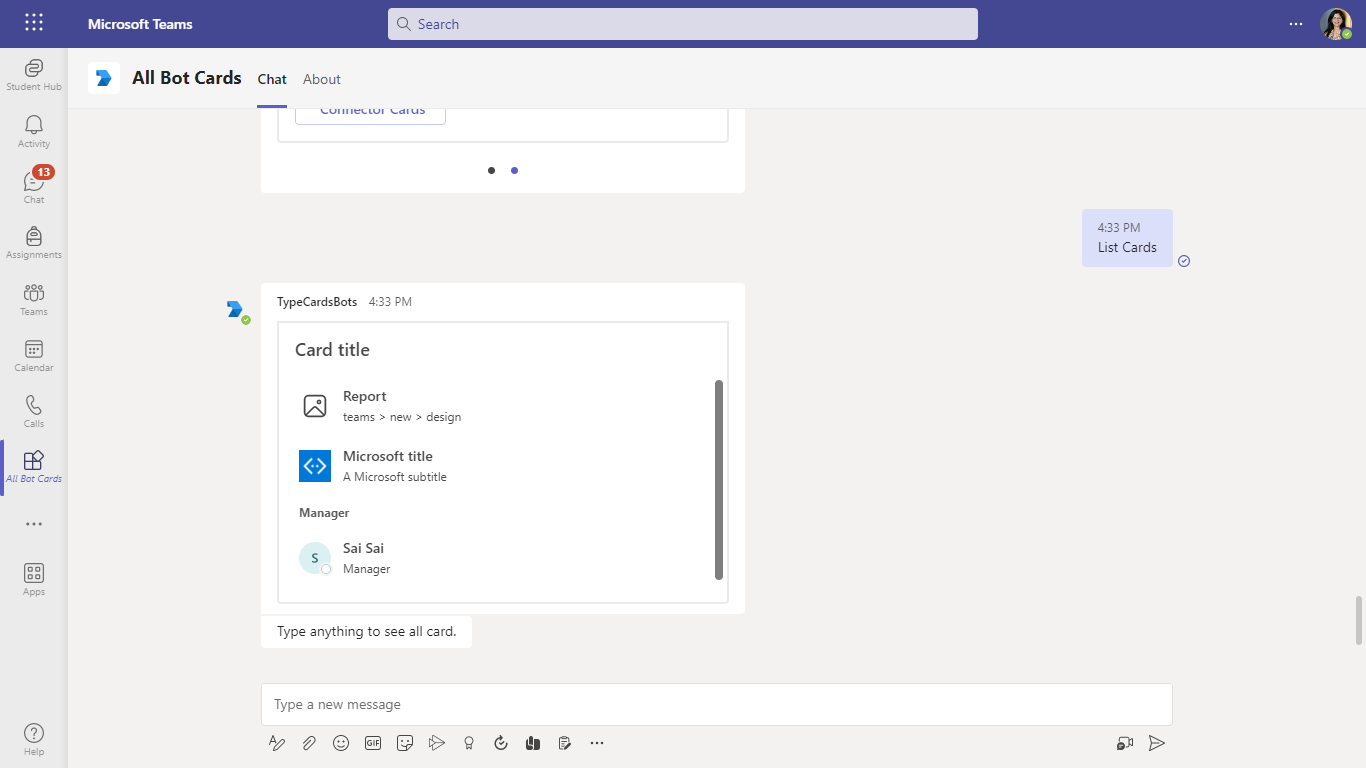 Microsoft Teams
Search
Student Hub
Activity
13
Chat
Assignments
Teams
Calendar
Calls
All Bot Cards
Apps
Help
All Bot Cards
Chat
About
Connector Cards
4:33 PM
List Cards
TypeCardsBots 4:33 PM
Card title
Report
teams > new > design
Microsoft title
A Microsoft subtitle
Manager
S
Sai Sai
Manager
Type anything to see all card.
Type a new message
GIF